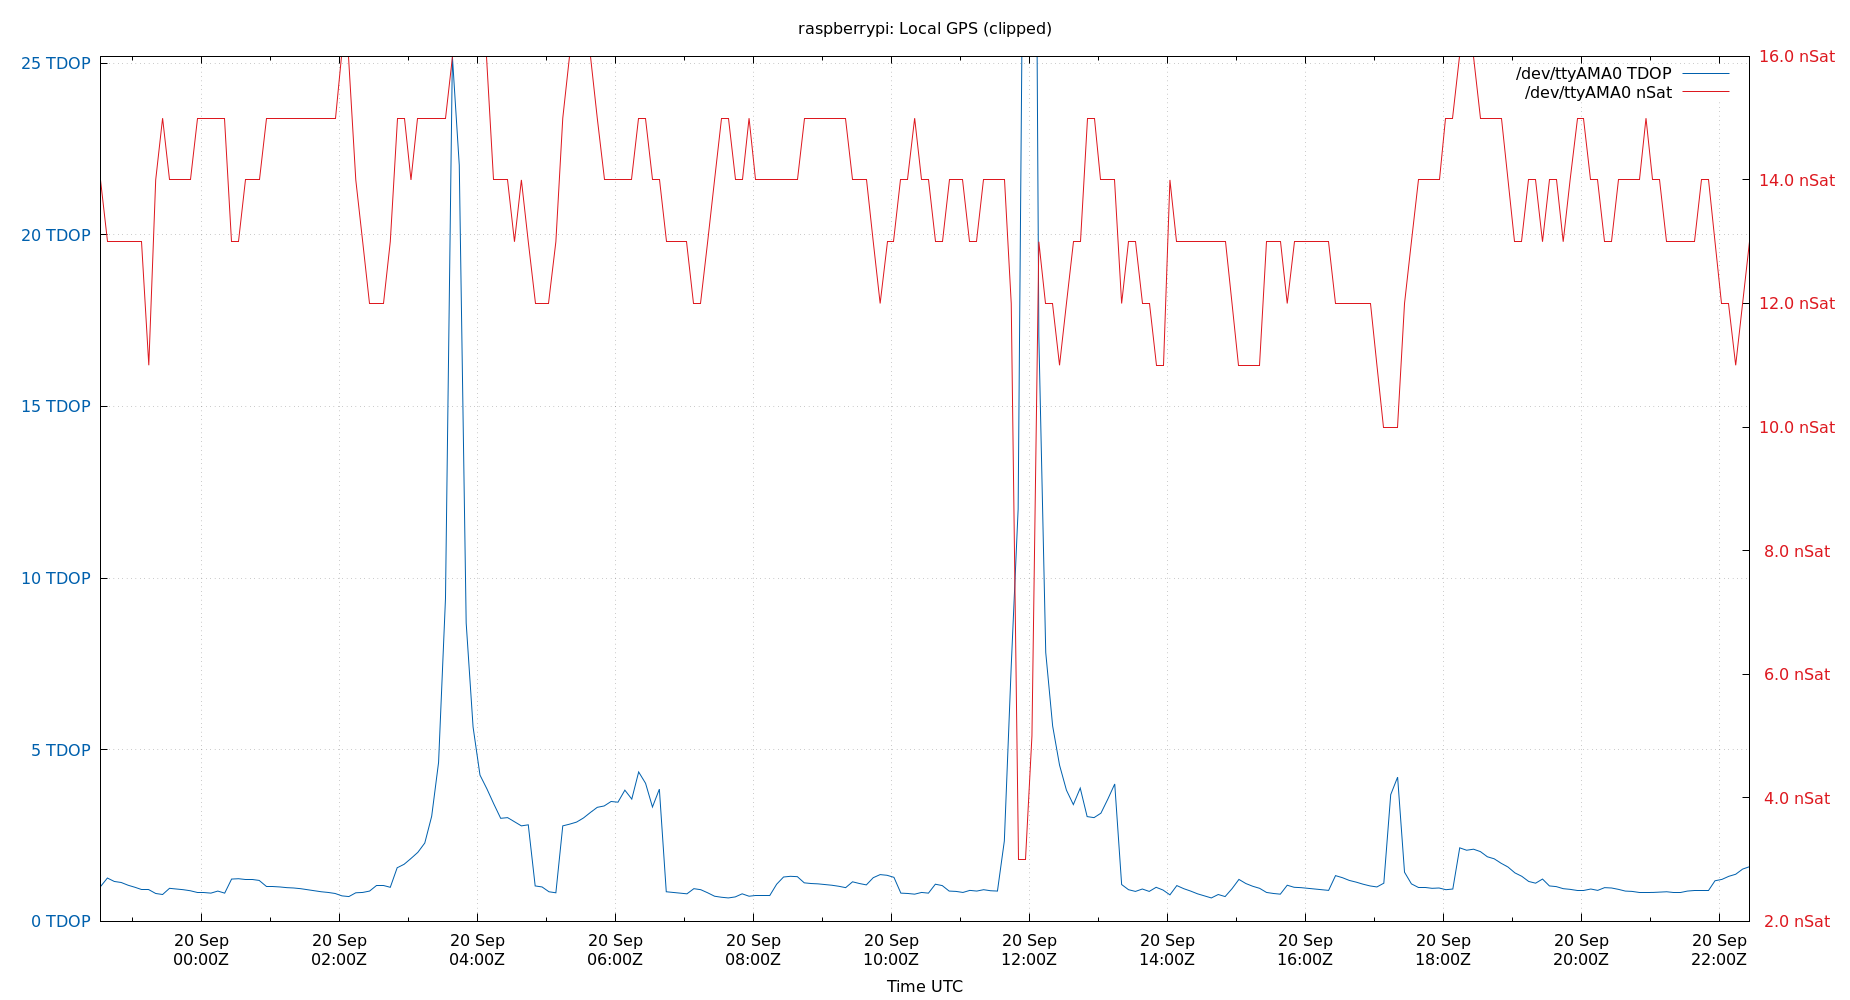 raspberrypi: Local GPS (clipped)
/dev/ttyAMA0 TDOP
/dev/ttyAMA0 nSat
25 TDOP
20 TDOP
15 TDOP
10 TDOP
5 TDOP
0 TDOP
16.0 nSat
14.0 nSat
12.0 nSat
10.0 nSat
8.0 nSat
6.0 nSat
4.0 nSat
2.0 nSat
20 Sep 20 Sep 20 Sep 20 Sep 20 Sep 20 Sep 20 Sep 20 Sep 20 Sep 20 Sep 20 Sep 20 Sep
00:00Z 02:00Z 04:00Z 06:00Z 08:00Z 10:00Z 12:00Z 14:00Z 16:00Z 18:00Z 20:00Z 22:00Z
Time UTC